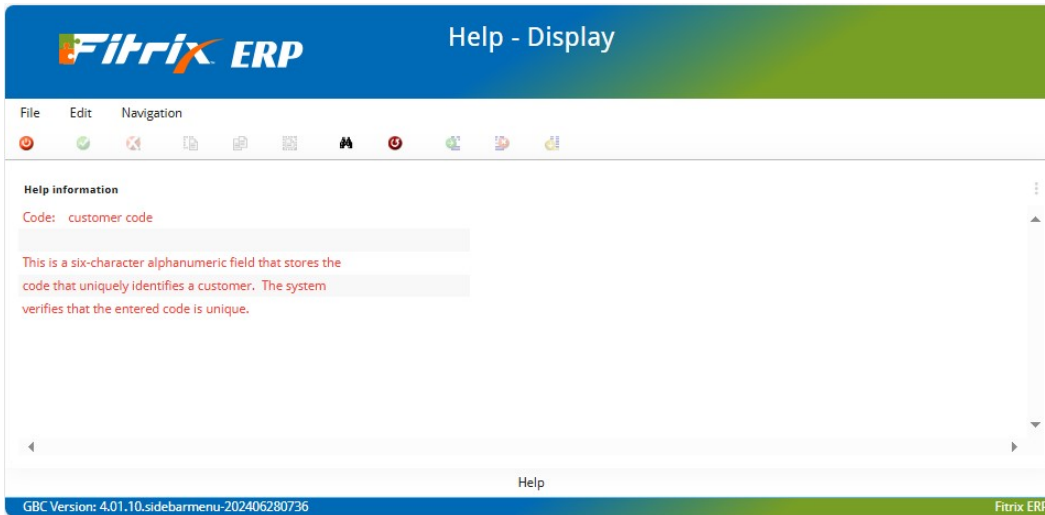 Fitrix ERP
Help - Display
File Edit Navigation
Help information
Code: customer code
This is a six-character alphanumeric field that stores the
code that uniquely identifies a customer. The system
verifies that the entered code is unique.
Help
GBC Version: 4.01.10.sidebarmenu-202406280736
Fitrix ERP